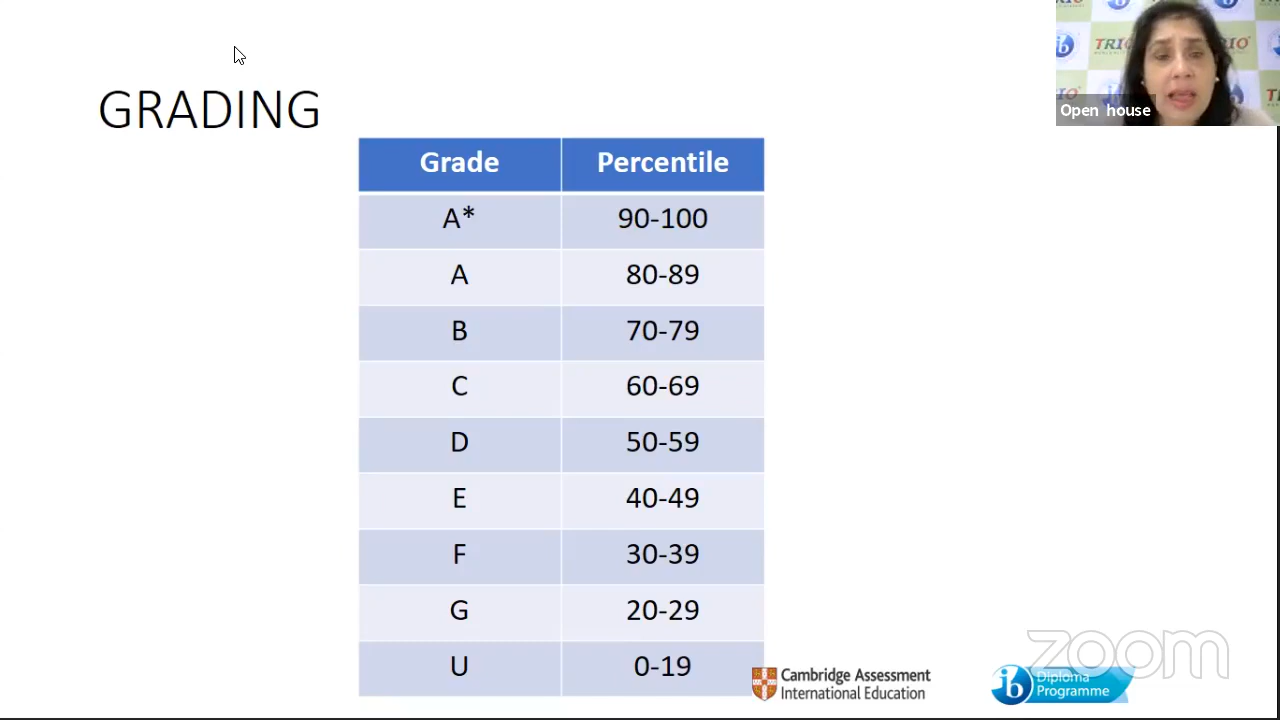 GRADING
Grade Percentile
A* 90-100
A 80-89
B 70-79
C 60-69
D 50-59
E 40-49
F 30-39
G 20-29
U 0-19
Open house
Cambridge Assessment
International Education
ib
Diploma
Programme
zoom